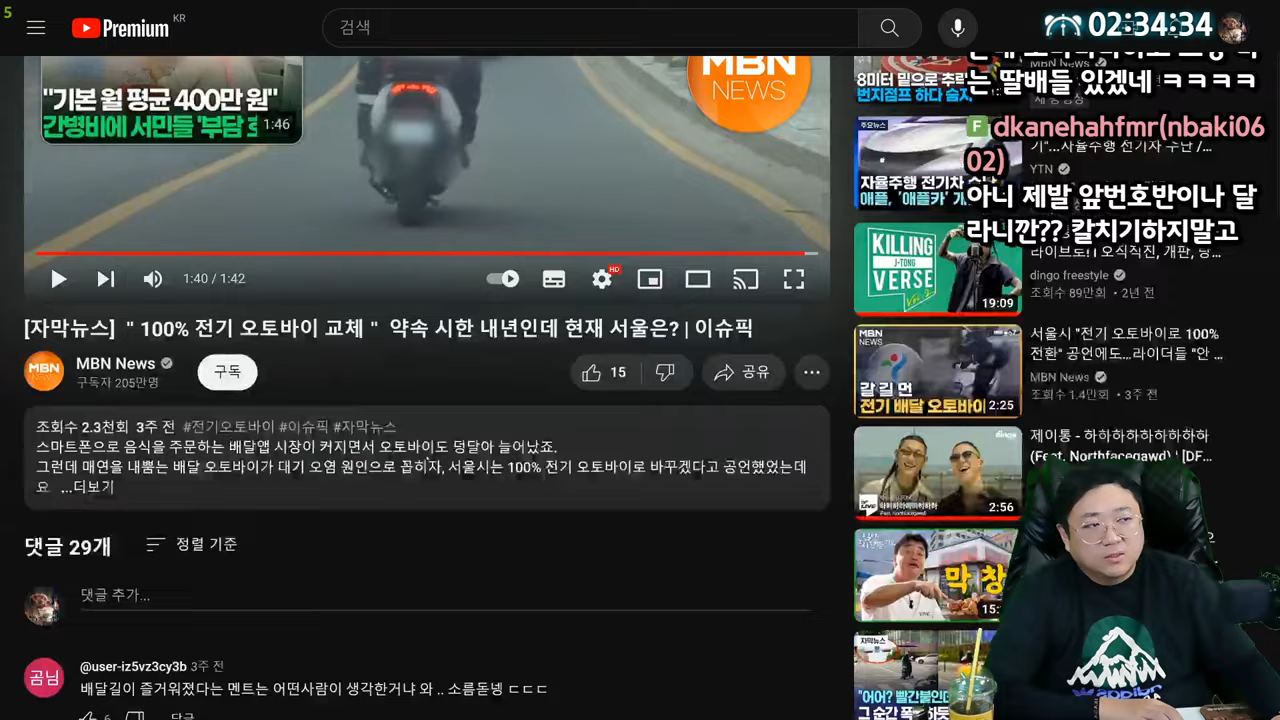 5
Premium KR
검색
02:34:34
"기본 월 평균 400만 원"
간병비에 서민들 '부담
1:46
MBN
NEWS
1:40 / 1:42
HD
[자막뉴스] " 100% 전기 오토바이 교체 " 약속 시한 내년인데 현재 서울은? | 이슈픽
MBN
MBN News
구독자 205만명
구독
15
공유
조회수 2.3천회 3주 전 #전기오토바이 #이슈픽 #자막뉴스
스마트폰으로 음식을 주문하는 배달앱 시장이 커지면서 오토바이도 덩달아 늘어났죠.
그런데 매연을 내뿜는 배달 오토바이가 대기 오염 원인으로 꼽히자, 서울시는 100% 전기 오토바이로 바꾸겠다고 공언했었는데
요 ...더보기
댓글 29개
정렬 기준
댓글 추가...
곰님
@user-iz5vz3cy3b 3주 전
배달길이 즐거워졌다는 멘트는 어떤사람이 생각한거냐 와 .. 소름돋넹 ㄷㄷㄷ
6
답글
8미터 밑으로 추락
번지점프 하다 숨져
는 딸배들 있겠네 ㅋㅋㅋㅋ
F dkanehahfmr(nbaki06
02)
아니 제발 앞번호반이나 달
라니깐?? 칼치기하지말고
주요뉴스
자율주행 전기차
애플, '애플카'
YTN
KILLING
J-TONG
VERSE
Vol.2
19:09
dingo freestyle
조회수 89만회 • 2년 전
MBN
NEWS
갈 길 먼
전기 배달 오토바이
2:25
서울시 "전기 오토바이로 100%
전환" 공언에도...라이더들 "안 ...
MBN News
조회수 1.4만회 • 3주 전
dingo
2:56
제이통 - 하하하하하하하하하
(Feat. Northfacegawd) | [DF...
막창
15:
자막뉴스
"어어? 빨간불인데